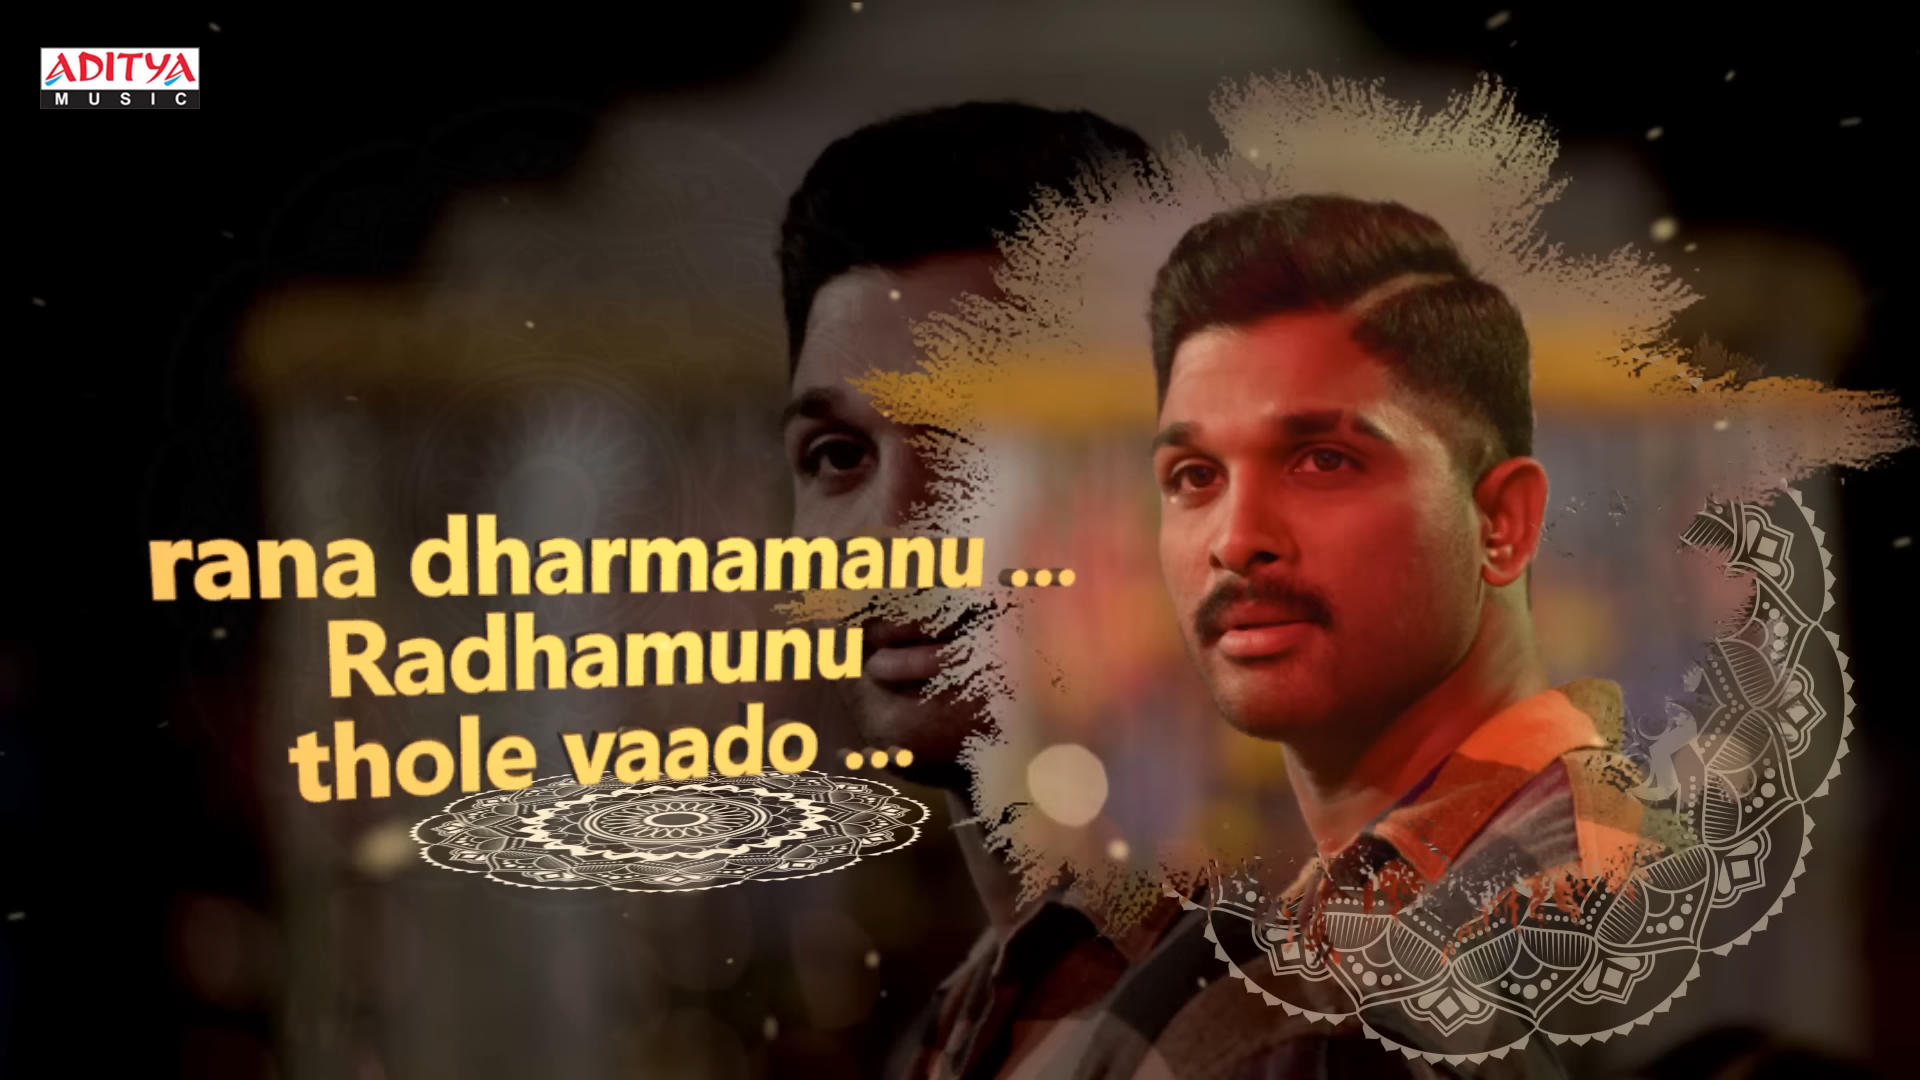 ADITYA
MUSIC
rana dharmamanu ...
Radhamunu
thole vaado ...